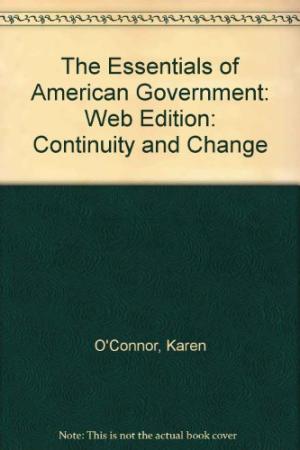 The Essentials of
American Government:
Web Edition:
Continuity and Change
O'Connor, Karen
Note: This is not the actual book cover